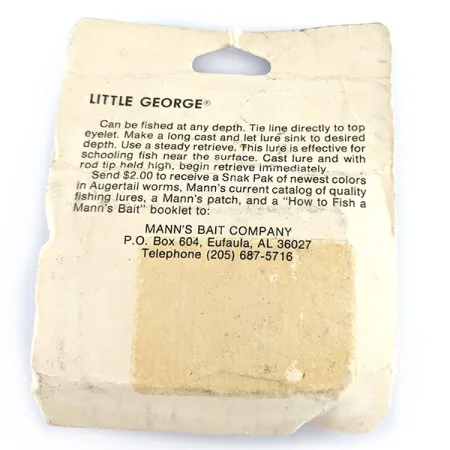 LITTLE GEORGE®
Can be fished at any depth. Tie line directly to top
eyelet. Make a long cast and let lure sink to desired
depth. Use a steady retrieve. This lure is effective for
schooling fish near the surface. Cast lure and with
rod tip held high, begin retrieve immediately.
Send $2.00 to receive a Snak Pak of newest colors
in Augertail worms, Mann's current catalog of quality
fishing lures, a Mann's patch, and a "How to Fish a
Mann's Bait" booklet to:
MANN'S BAIT COMPANY
P.O. Box 604, Eufaula, AL 36027
Telephone (205) 687-5716